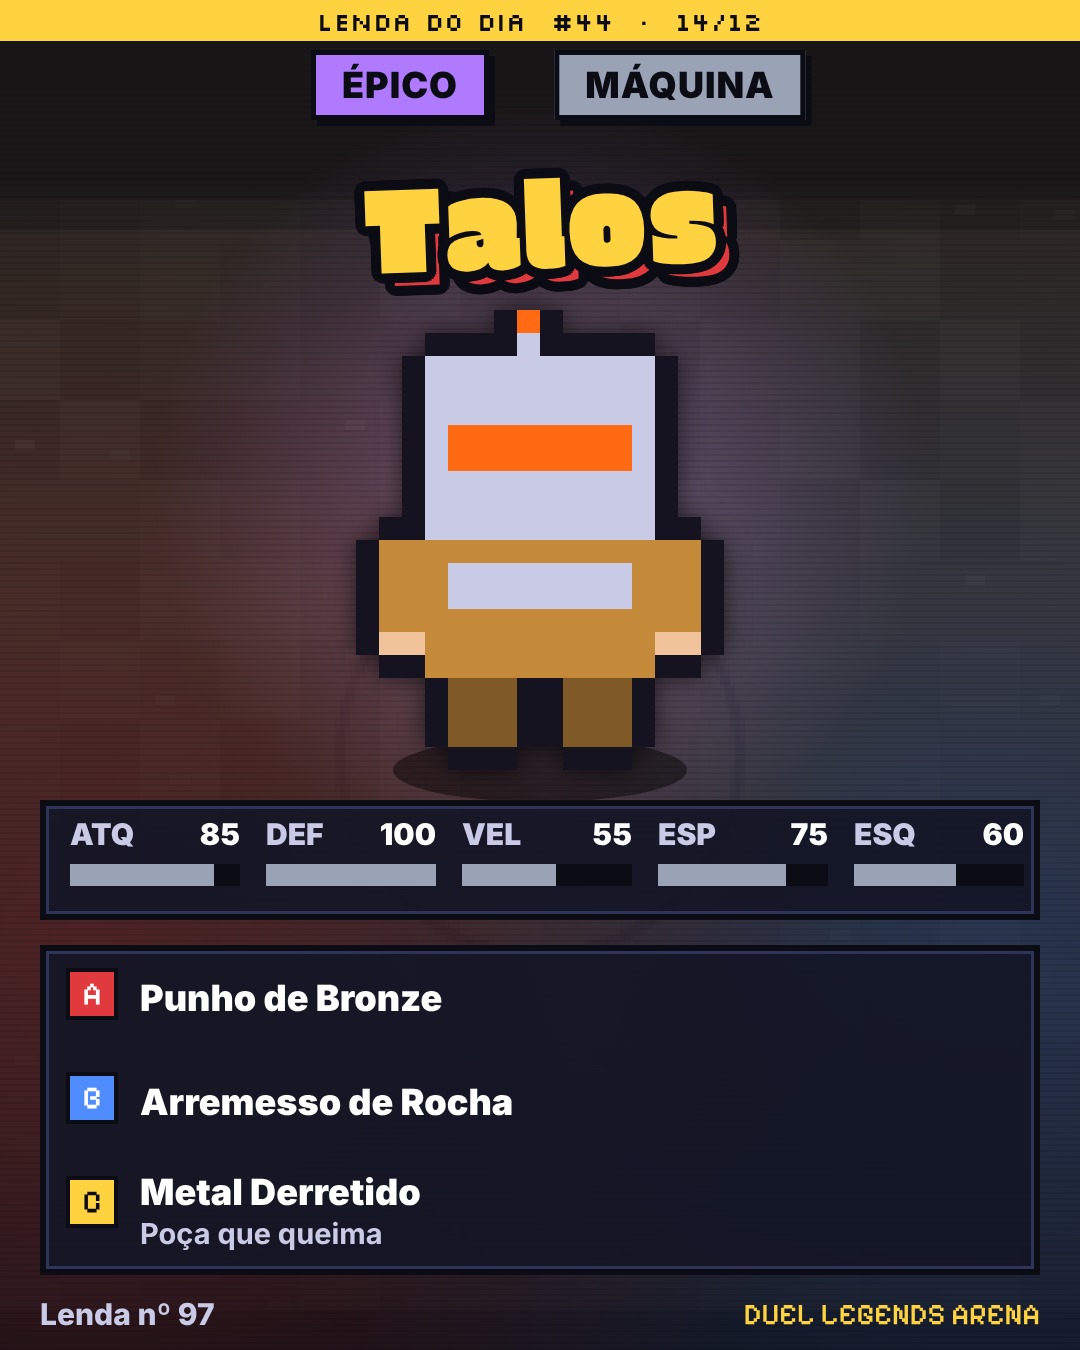 LENDA DO DIA #44 · 14/12
ÉPICO MÁQUINA
Talos
ATQ 85 DEF 100 VEL 55 ESP 75 ESQ 60
A Punho de Bronze
B Arremesso de Rocha
C Metal Derretido
Poça que queima
Lenda nº 97 DUEL LEGENDS ARENA